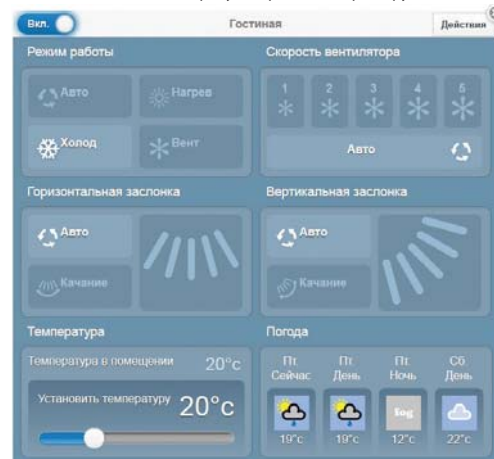 Вкл.
Гостиная
Действия
Режим работы
Авто
Нагрев
Холод
Вент
Скорость вентилятора
1 2 3 4 5
Авто
Горизонтальная заслонка
Авто
Качание
Вертикальная заслонка
Авто
Качание
Температура
Температура в помещении 20°c
Установить температуру 20°c
Погода
Пт. Пт. Пт. Сб.
Сейчас День Ночь День
fog
19°c 19°c 12°c 22°c